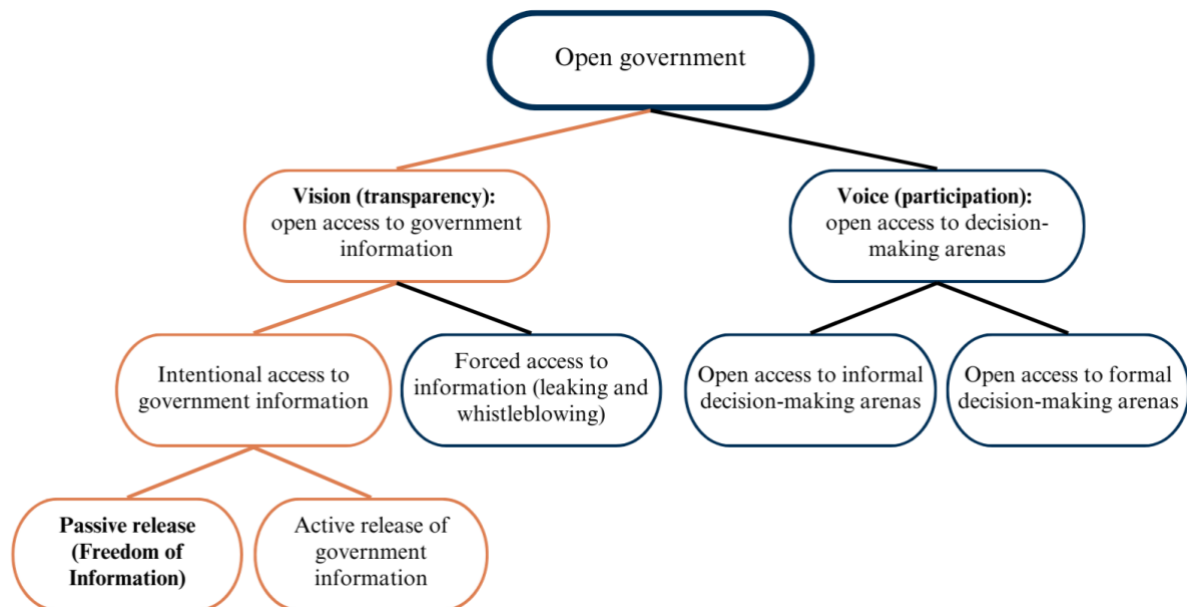 Open government
Vision (transparency):
open access to government
information
Voice (participation):
open access to decision-
making arenas
Intentional access to
government information
Forced access to
information (leaking and
whistleblowing)
Open access to informal
decision-making arenas
Open access to formal
decision-making arenas
Passive release
(Freedom of
Information)
Active release of
government
information